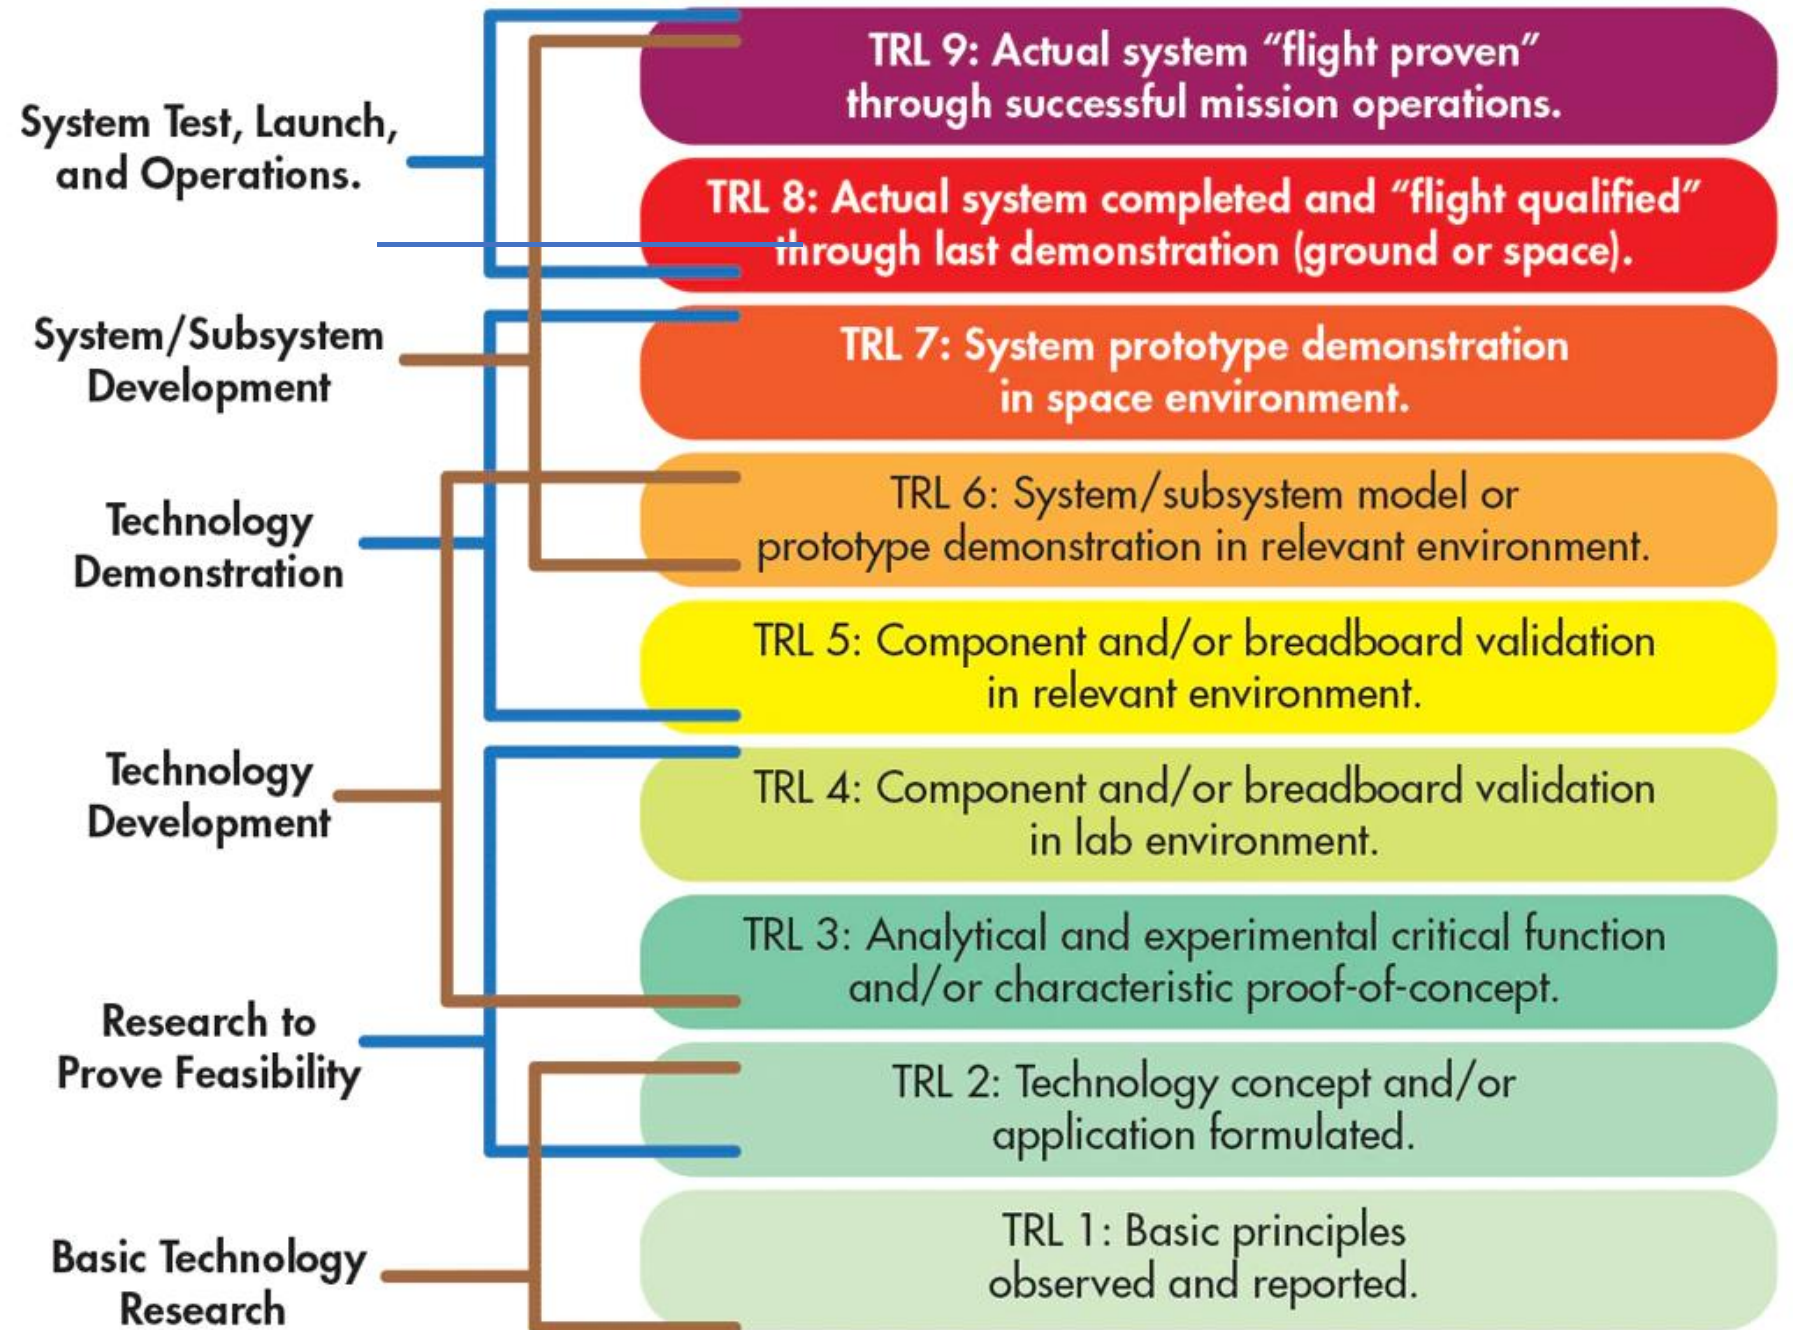 System Test, Launch,
and Operations.
System/Subsystem
Development
Technology
Demonstration
Technology
Development
Research to
Prove Feasibility
Basic Technology
Research
TRL 9: Actual system “flight proven”
through successful mission operations.
TRL 8: Actual system completed and “flight qualified”
through last demonstration (ground or space).
TRL 7: System prototype demonstration
in space environment.
TRL 6: System/subsystem model or
prototype demonstration in relevant environment.
TRL 5: Component and/or breadboard validation
in relevant environment.
TRL 4: Component and/or breadboard validation
in lab environment.
TRL 3: Analytical and experimental critical function
and/or characteristic proof-of-concept.
TRL 2: Technology concept and/or
application formulated.
TRL 1: Basic principles
observed and reported.